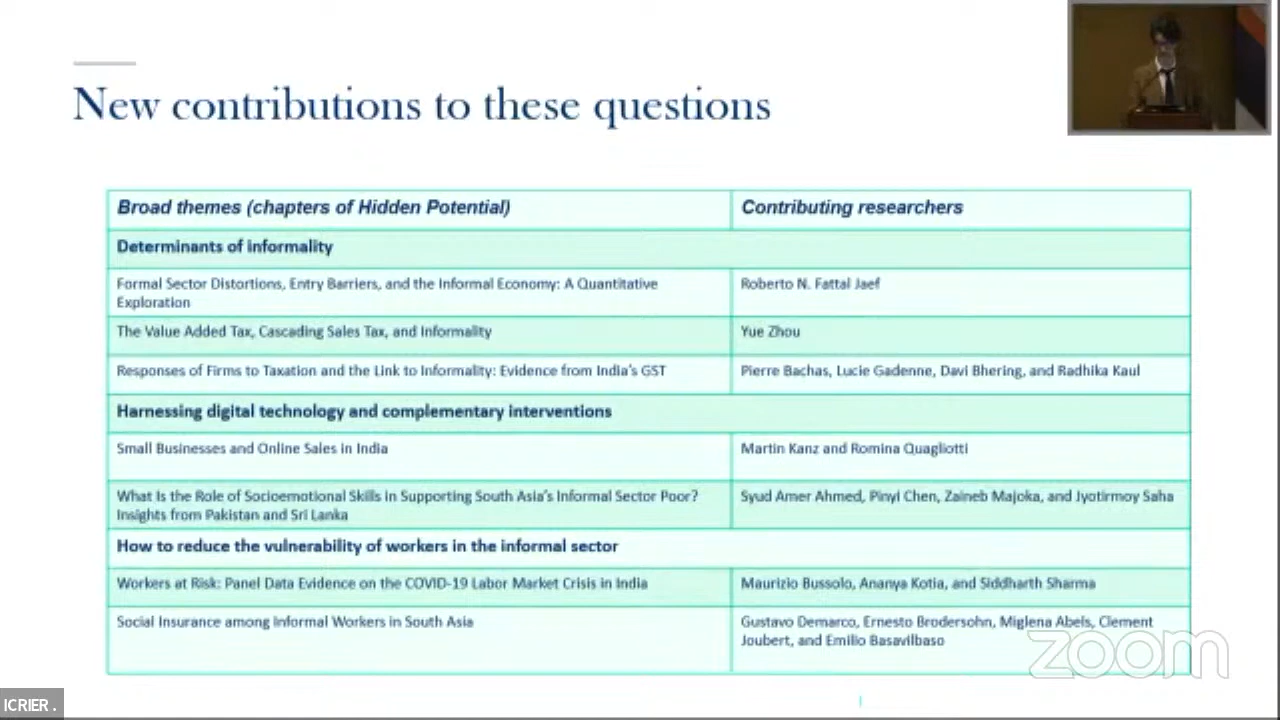 New contributions to these questions
Broad themes (chapters of Hidden Potential)
Contributing researchers
Determinants of informality
Formal Sector Distortions, Entry Barriers, and the Informal Economy: A Quantitative
Exploration
Roberto N. Fattal Jaef
The Value Added Tax, Cascading Sales Tax, and Informality
Yue Zhou
Responses of Firms to Taxation and the Link to Informality: Evidence from India's GST
Pierre Bachas, Lucie Gadenne, Davi Bhering, and Radhika Kaul
Harnessing digital technology and complementary interventions
Small Businesses and Online Sales in India
Martin Kanz and Romina Quagliotti
What Is the Role of Socioemotional Skills in Supporting South Asia's Informal Sector Poor?
Insights from Pakistan and Sri Lanka
Syud Amer Ahmed, Pinyi Chen, Zaineb Majoka, and Jyotirmoy Saha
How to reduce the vulnerability of workers in the informal sector
Workers at Risk: Panel Data Evidence on the COVID-19 Labor Market Crisis in India
Maurizio Bussolo, Ananya Kotia, and Siddharth Sharma
Social Insurance among Informal Workers in South Asia
Gustavo Demarco, Ernesto Brodersohn, Miglena Abels, Clement
Joubert, and Emilio Basavilbaso
zoom
ICRIER .